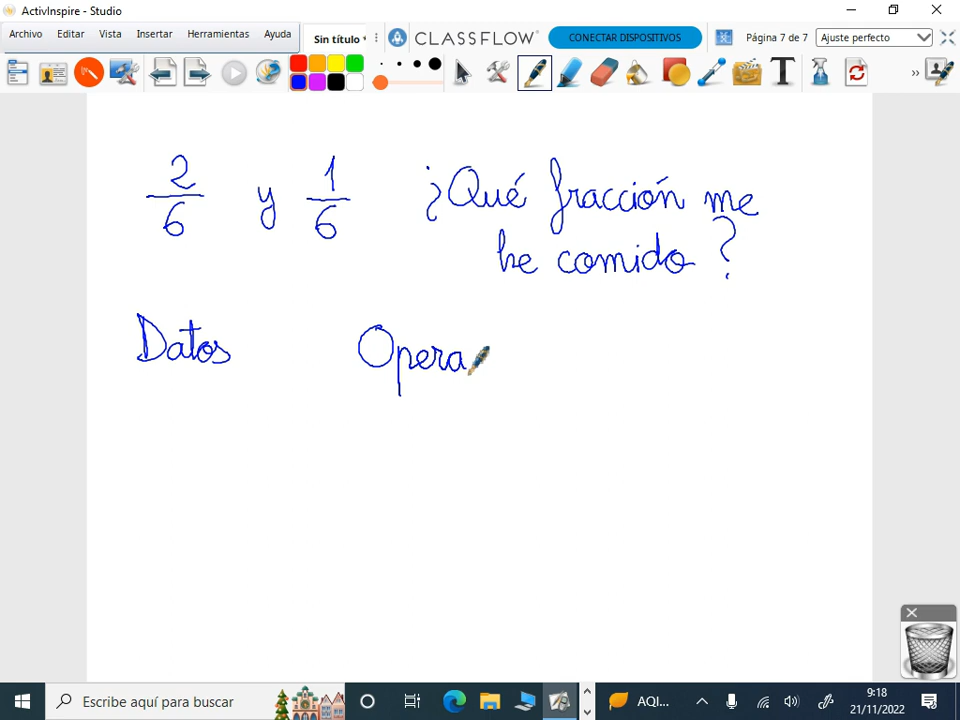 ActivInspire - Studio
Archivo Editar Vista Insertar Herramientas Ayuda
Sin título
CLASSFLOW
CONECTAR DISPOSITIVOS
Página 7 de 7
Ajuste perfecto
2/6 y 1/6 ¿Qué fracción me
he comido?
Datos Opera
Escribe aquí para buscar
AQI...
9:18
21/11/2022